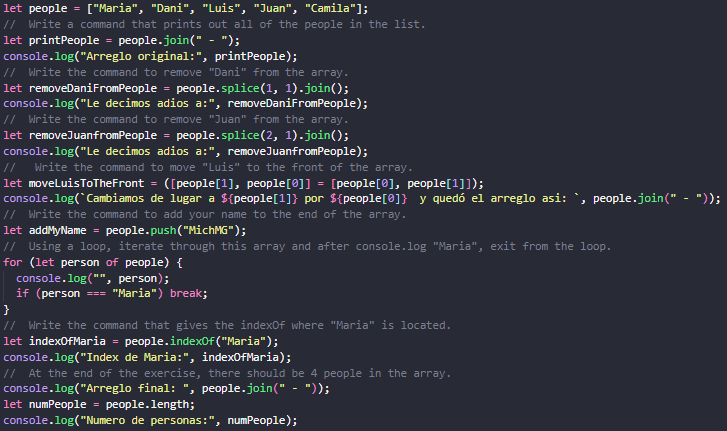 let people = ["Maria", "Dani", "Luis", "Juan", "Camila"];
// Write a command that prints out all of the people in the list.
let printPeople = people.join(" - ");
console.log("Arreglo original:", printPeople);
// Write the command to remove "Dani" from the array.
let removeDaniFromPeople = people.splice(1, 1).join();
console.log("Le decimos adios a:", removeDaniFromPeople);
// Write the command to remove "Juan" from the array.
let removeJuanfromPeople = people.splice(2, 1).join();
console.log("Le decimos adios a:", removeJuanfromPeople);
//  Write the command to move "Luis" to the front of the array.
let moveLuisToTheFront = ([people[1], people[0]] = [people[0], people[1]]);
console.log(`Cambiamos de lugar a ${people[1]} por ${people[0]}  y quedó el arreglo asi: `, people.join(" - "));
// Write the command to add your name to the end of the array.
let addMyName = people.push("MichMG");
// Using a loop, iterate through this array and after console.log "Maria", exit from the loop.
for (let person of people) {
  console.log("", person);
  if (person === "Maria") break;
}
// Write the command that gives the indexOf where "Maria" is located.
let indexOfMaria = people.indexOf("Maria");
console.log("Index de Maria:", indexOfMaria);
// At the end of the exercise, there should be 4 people in the array.
console.log("Arreglo final: ", people.join(" - "));
let numPeople = people.length;
console.log("Numero de personas:", numPeople);